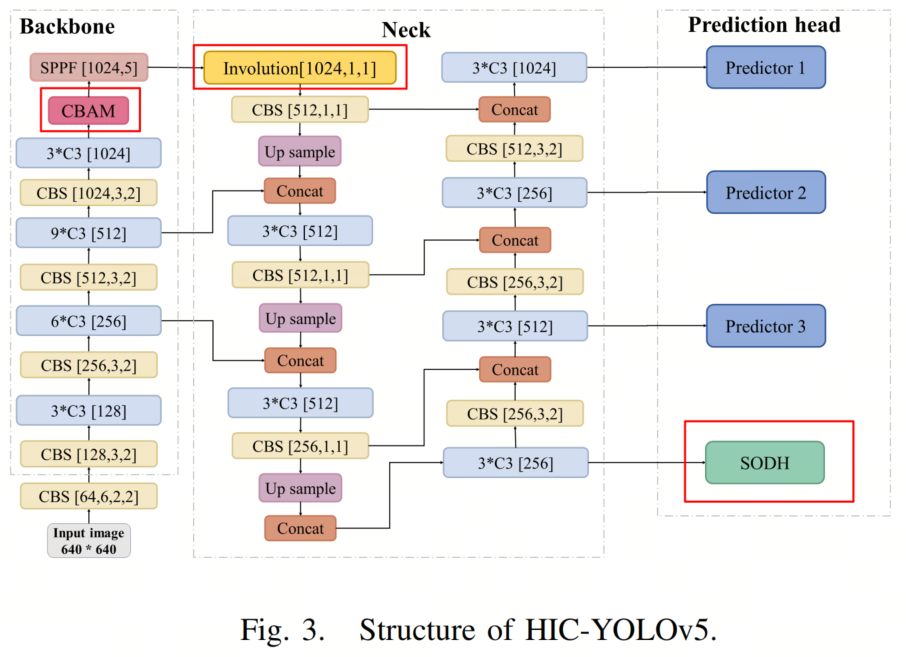 Backbone
Neck
Prediction head
SPPF [1024,5]
CBAM
3*C3 [1024]
CBS [1024,3,2]
9*C3 [512]
CBS [512,3,2]
6*C3 [256]
CBS [256,3,2]
3*C3 [128]
CBS [128,3,2]
CBS [64,6,2,2]
Input image
640 * 640
Involution[1024,1,1]
CBS [512,1,1]
Up sample
Concat
3*C3 [512]
CBS [512,1,1]
Up sample
Concat
3*C3 [512]
CBS [256,1,1]
Up sample
Concat
3*C3 [1024]
Concat
CBS [512,3,2]
3*C3 [256]
Concat
CBS [256,3,2]
3*C3 [512]
Concat
CBS [256,3,2]
3*C3 [256]
Predictor 1
Predictor 2
Predictor 3
SODH
Fig. 3. Structure of HIC-YOLOv5.